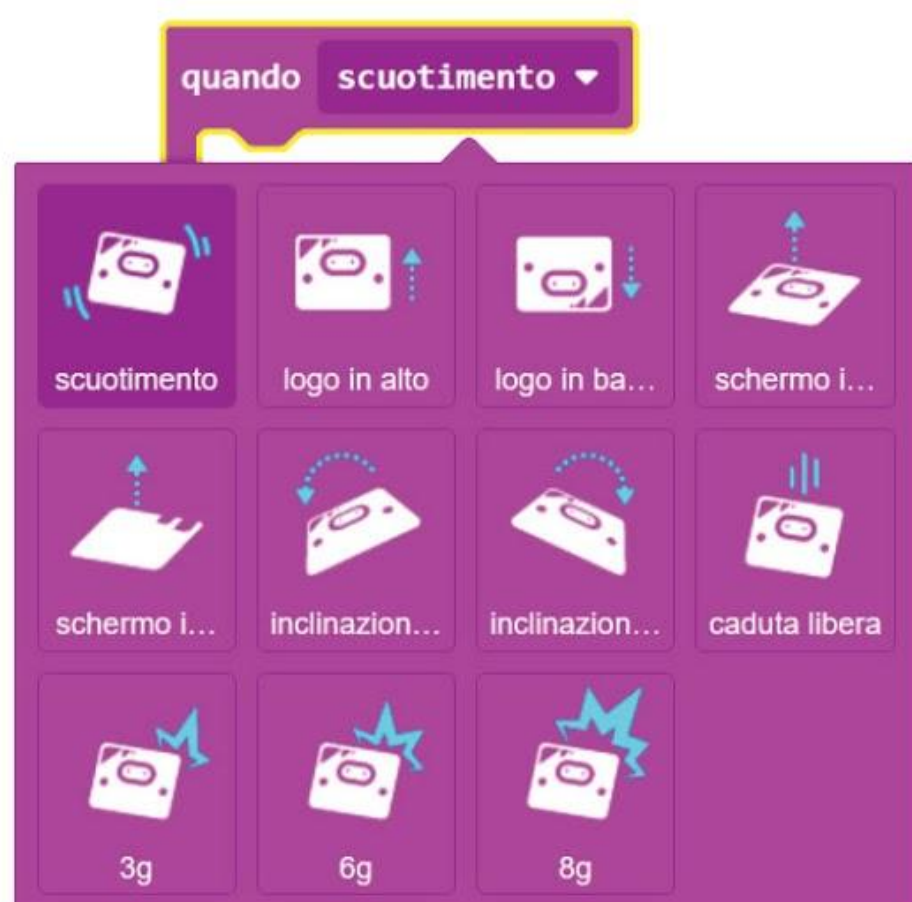 quando scuotimento
scuotimento logo in alto logo in ba... schermo i...
schermo i... inclinazion... inclinazion... caduta libera
3g 6g 8g